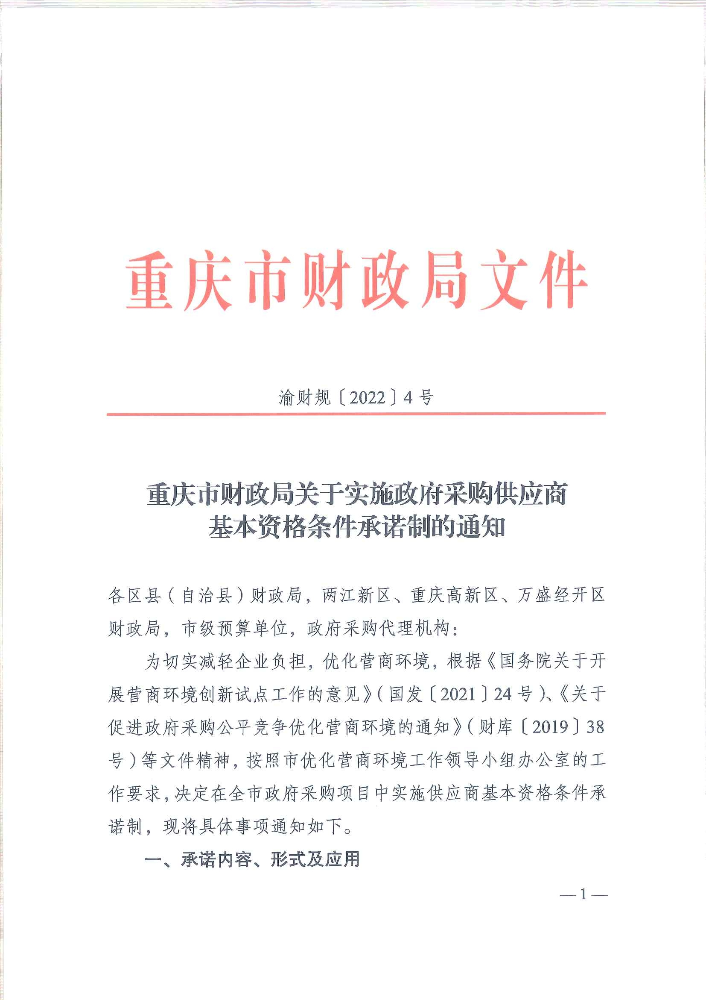 重庆市财政局文件
渝财规〔2022〕4 号
重庆市财政局关于实施政府采购供应商
基本资格条件承诺制的通知
各区县（自治县）财政局，两江新区、重庆高新区、万盛经开区
财政局，市级预算单位，政府采购代理机构：
为切实减轻企业负担，优化营商环境，根据《国务院关于开
展营商环境创新试点工作的意见》（国发〔2021〕24 号）、《关于
促进政府采购公平竞争优化营商环境的通知》（财库〔2019〕38
号）等文件精神，按照市优化营商环境工作领导小组办公室的工
作要求，决定在全市政府采购项目中实施供应商基本资格条件承
诺制，现将具体事项通知如下。
一、承诺内容、形式及应用
— 1 —